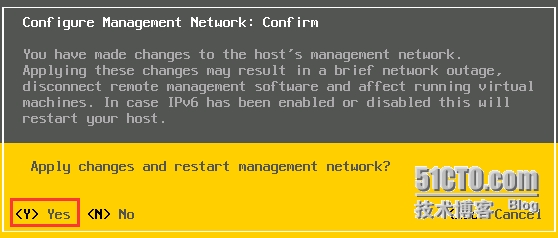 Configure Management Network: Confirm
You have made changes to the host's management network.
Applying these changes may result in a brief network outage,
disconnect remote management software and affect running virtual
machines. In case IPv6 has been enabled or disabled this will
restart your host.
Apply changes and restart management network?
51CTO.com
<Y> Yes <N> No Cancel
技术博客 Blog